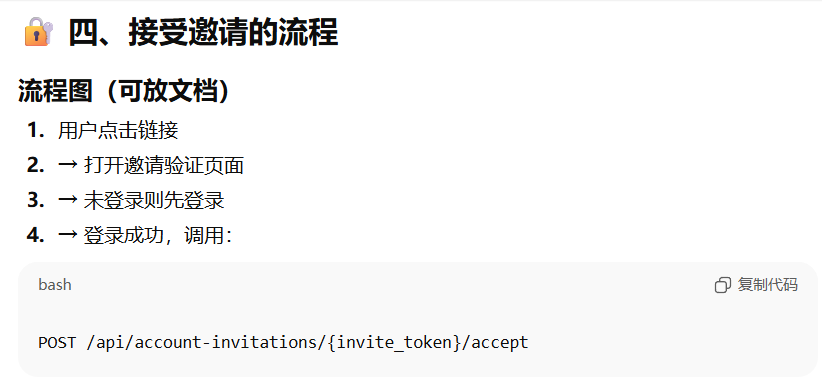 🔐 四、接受邀请的流程
流程图（可放文档）
1. 用户点击链接
2. → 打开邀请验证页面
3. → 未登录则先登录
4. → 登录成功，调用：
bash
复制代码
POST /api/account-invitations/{invite_token}/accept